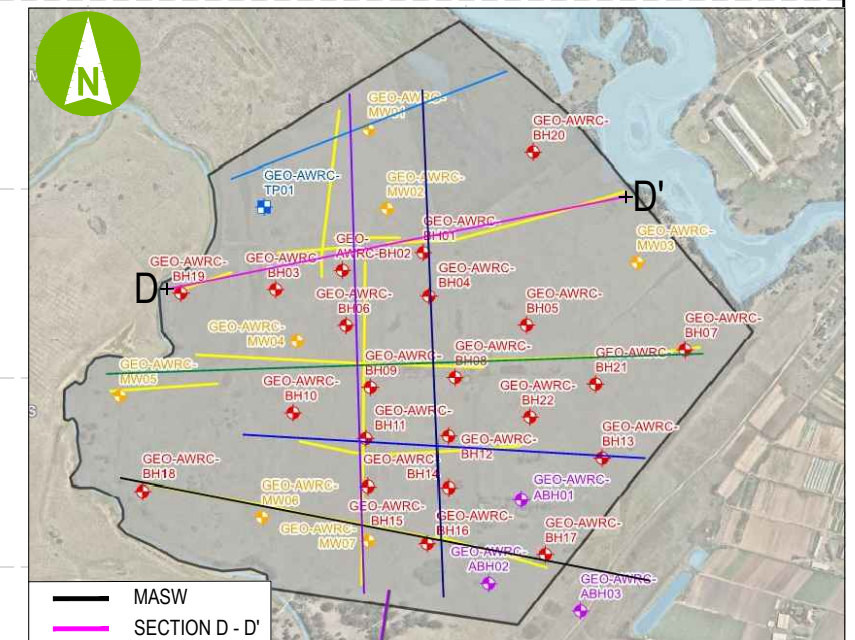 N
GEO-AWRC-
MW01
GEO-AWRC-
BH20
GEO-AWRC-
TP01
GEO-AWRC-
MW02
D'
GEO-AWRC-
BH01
GEO-AWRC-
MW03
GEO-
AWRC-BH02
GEO-AWRC-
BH19
GEO-AWRC-
BH03
D
GEO-AWRC-
BH04
GEO-AWRC-
BH06
GEO-AWRC-
BH05
GEO-AWRC-
BH07
GEO-AWRC-
MW04
GEO-AWRC-
MW05
GEO-AWRC-
BH09
GEO-AWRC-
BH08
GEO-AWRC-
BH21
GEO-AWRC-
BH10
GEO-AWRC-
BH22
S
GEO-AWRC-
BH11
GEO-AWRC-
BH12
GEO-AWRC-
BH13
GEO-AWRC-
BH18
GEO-AWRC-
BH14
GEO-AWRC-
MW06
GEO-AWRC-
ABH01
GEO-AWRC-
BH15
GEO-AWRC-
BH16
GEO-AWRC-
MW07
GEO-AWRC-
BH17
GEO-AWRC-
ABH02
GEO-AWRC-
ABH03
MASW
SECTION D - D'